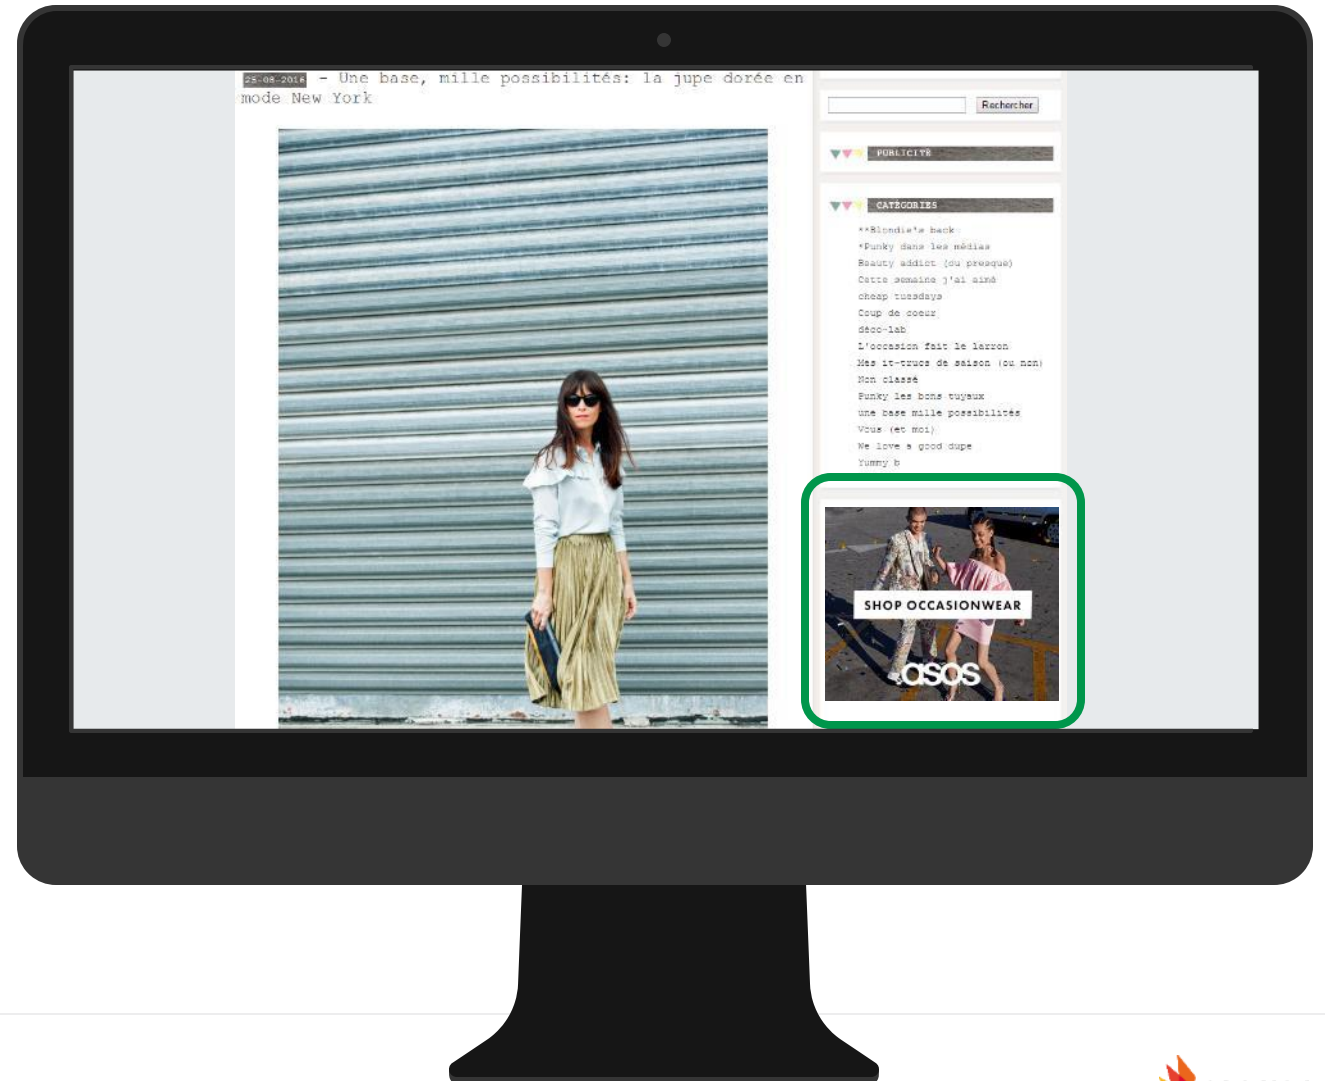 25-08-2016 - Une base, mille possibilités: la jupe dorée en
mode New York
Rechercher
PUBLICITÉ
CATÉGORIES
**Blondie's back
*Punky dans les médias
Beauty addict (ou presque)
Cette semaine j'ai aimé
cheap tuesdays
Coup de coeur
déco-lab
L'occasion fait le larron
Mes it-trucs de saison (ou non)
Non classé
Punky les bons tuyaux
une base mille possibilités
Vous (et moi)
We love a good dupe
Yummy b
SHOP OCCASIONWEAR
asos